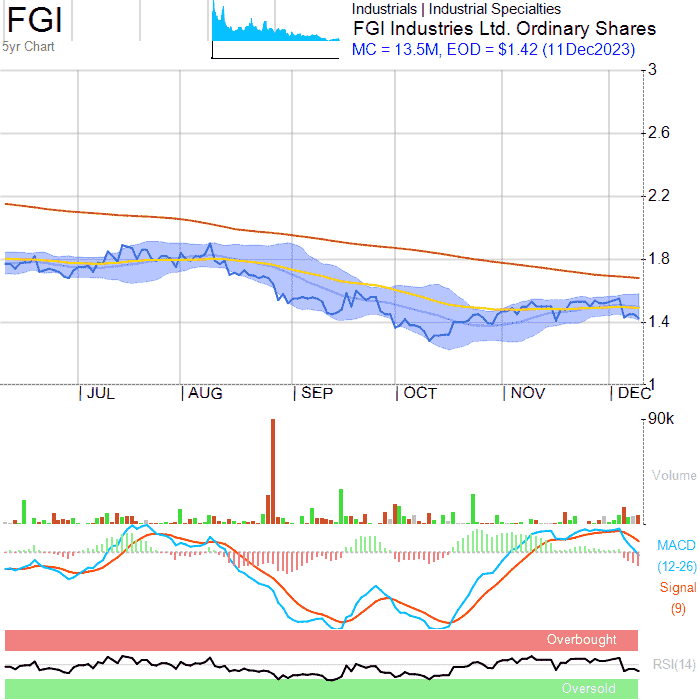 FGI
5yr Chart
Industrials | Industrial Specialties
FGI Industries Ltd. Ordinary Shares
MC = 13.5M, EOD = $1.42 (11Dec2023)
3
2.6
2.2
1.8
1.4
1
| JUL | AUG | SEP | OCT | NOV | DEC
90k
Volume
MACD
(12-26)
Signal
(9)
Overbought
RSI(14)
Oversold